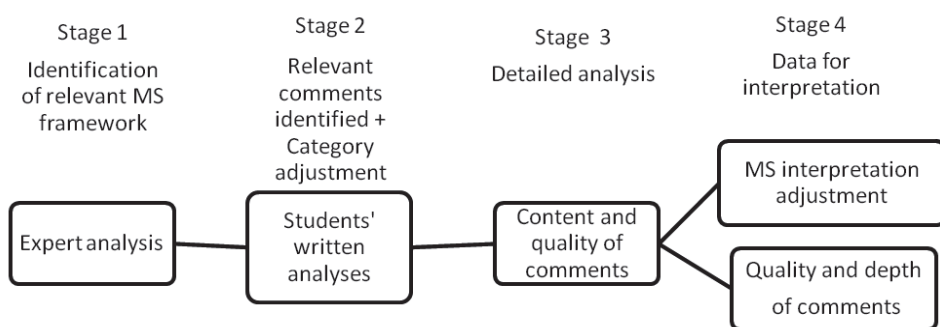 Stage 1
Identification
of relevant MS
framework
Stage 2
Relevant
comments
identified +
Category
adjustment
Stage 3
Detailed analysis
Stage 4
Data for
interpretation
Expert analysis
Students'
written
analyses
Content and
quality of
comments
MS interpretation
adjustment
Quality and depth
of comments